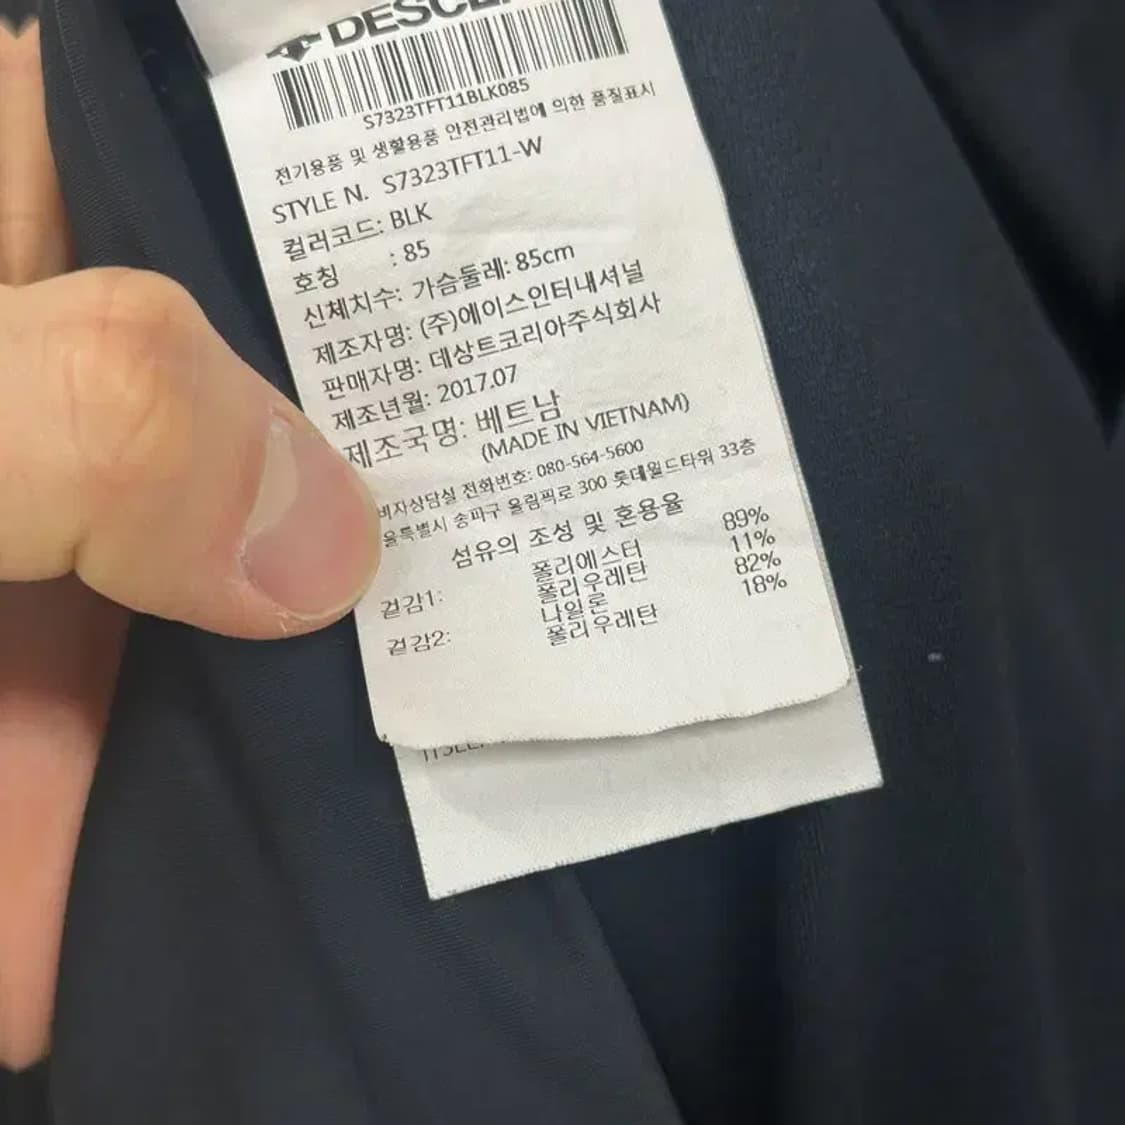 S7323TFT11BLK085
전기용품 및 생활용품 안전관리법에 의한 품질표시
STYLE N. S7323TFT11-W
컬러코드: BLK
호칭 : 85
신체치수: 가슴둘레: 85cm
제조자명: (주)에이스인터내셔널
판매자명: 데상트코리아주식회사
제조년월: 2017.07
제조국명: 베트남
(MADE IN VIETNAM)
비자상담실 전화번호: 080-564-5600
울특별시 송파구 올림픽로 300 롯데월드타워 33층
섬유의 조성 및 혼용율
겉감1: 폴리에스터 89%
폴리우레탄 11%
겉감2: 나일론 82%
폴리우레탄 18%